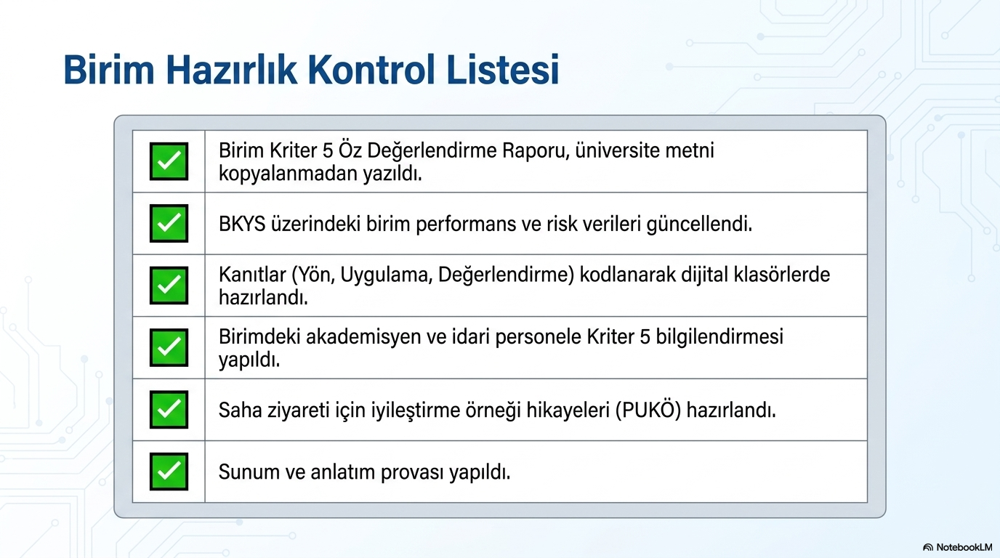 Birim Hazırlık Kontrol Listesi
Birim Kriter 5 Öz Değerlendirme Raporu, üniversite metni
kopyalanmadan yazıldı.
BKYS üzerindeki birim performans ve risk verileri güncellendi.
Kanıtlar (Yön, Uygulama, Değerlendirme) kodlanarak dijital klasörlerde
hazırlandı.
Birimdeki akademisyen ve idari personele Kriter 5 bilgilendirmesi
yapıldı.
Saha ziyareti için iyileştirme örneği hikayeleri (PUKÖ) hazırlandı.
Sunum ve anlatım provası yapıldı.
NotebookLM